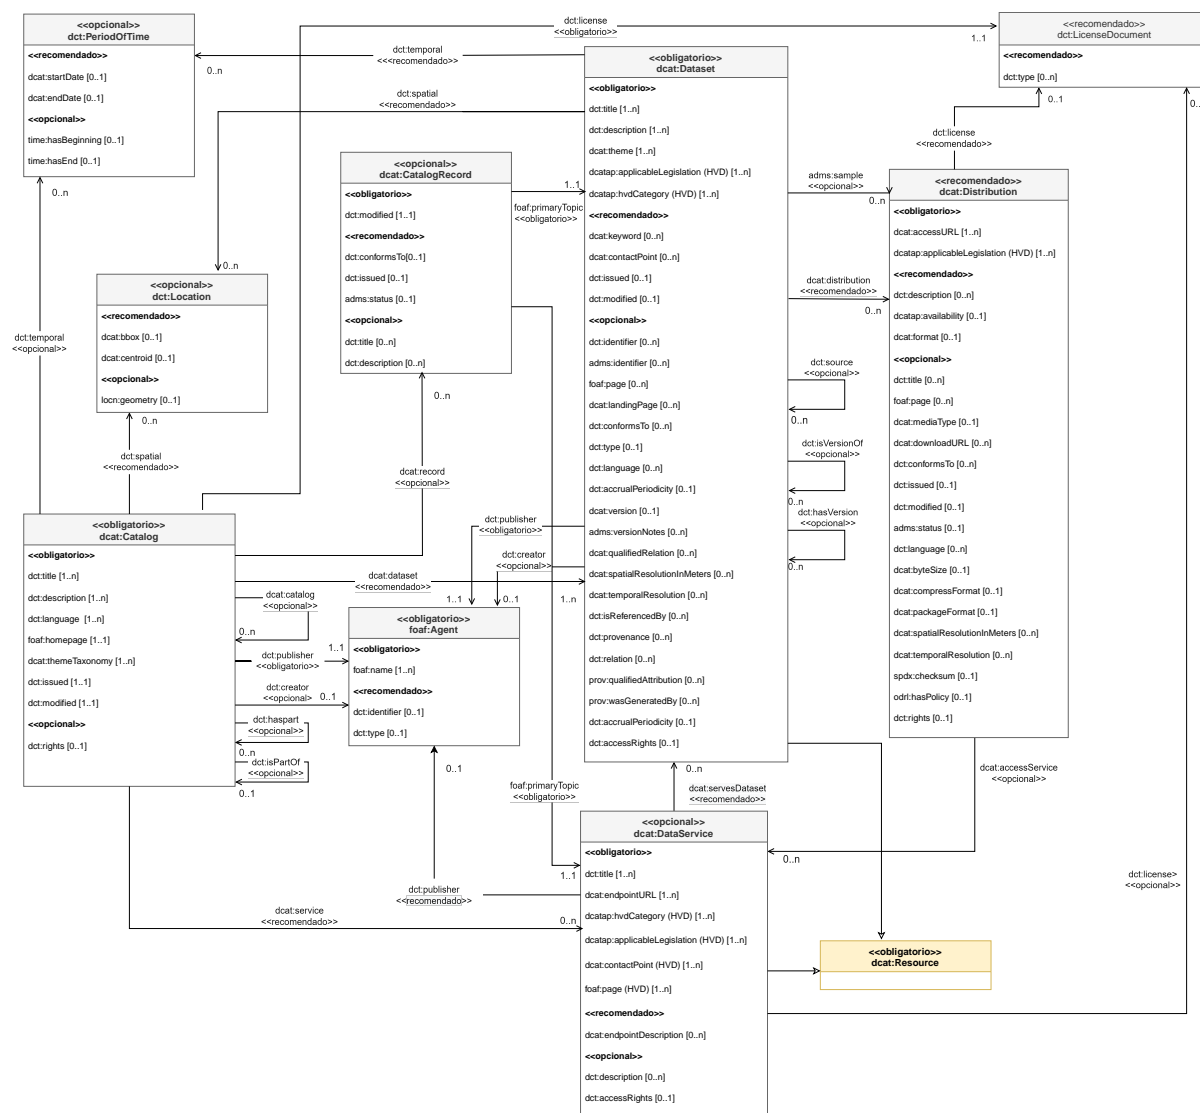 <<opcional>>
dct:PeriodOfTime
<<recomendado>>
dcat:startDate [0..1]
dcat:endDate [0..1]
<<opcional>>
time:hasBeginning [0..1]
time:hasEnd [0..1]
dct:license
<<obligatorio>>
1..1
<<recomendado>>
dct:LicenseDocument
<<recomendado>>
dct:type [0..n]
0..1
0..
dct:temporal
<<<recomendado>>
0..n
dct:spatial
<<recomendado>>
0..n
<<obligatorio>>
dcat:Dataset
<<obligatorio>>
dct:title [1..n]
dct:description [1..n]
dcat:theme [1..n]
datap:applicableLegislation (HVD) [1..n]
datap:hvdCategory (HVD) [1..n]
<<recomendado>>
dcat:keyword [0..n]
dcat:contactPoint [0..n]
dct:issued [0..1]
dct:modified [0..1]
<<opcional>>
dct:identifier [0..n]
adms:identifier [0..n]
foaf:page [0..n]
dcat:landingPage [0..n]
dct:conformsTo [0..n]
dct:type [0..1]
dct:language [0..n]
dct:accrualPeriodicity [0..1]
dcat:version [0..1]
adms:versionNotes [0..n]
dcat:qualifiedRelation [0..n]
dcat:spatialResolutionInMeters [0..n]
dcat:temporalResolution [0..n]
dct:isReferencedBy [0..n]
dct:provenance [0..n]
dct:relation [0..n]
prov:qualifiedAttribution [0..n]
prov:wasGeneratedBy [0..n]
dct:accrualPeriodicity [0..1]
dct:accessRights [0..1]
<<opcional>>
dcat:CatalogRecord
<<obligatorio>>
dct:modified [1..1]
<<recomendado>>
dct:conformsTo[0..1]
dct:issued [0..1]
adms:status [0..1]
<<opcional>>
dct:title [0..n]
dct:description [0..n]
1..1
foaf:primaryTopic
<<obligatorio>>
0..n
dct:license
<<recomendado>>
adms:sample
<<opcional>>
0..n
dcat:distribution
<<recomendado>>
0..n
<<recomendado>>
dcat:Distribution
<<obligatorio>>
dct:accessURL [1..n]
dcatap:applicableLegislation (HVD) [1..n]
<<recomendado>>
dct:description [0..n]
dcatap:availability [0..1]
dcat:format [0..1]
<<opcional>>
dct:title [0..n]
foaf:page [0..n]
dcat:mediaType [0..1]
dcat:downloadURL [0..1]
dct:conformsTo [0..n]
dct:issued [0..1]
dct:modified [0..1]
adms:status [0..1]
dct:language [0..n]
dcat:byteSize [0..1]
dcat:compressFormat [0..1]
dcat:packageFormat [0..1]
dcat:spatialResolutionInMeters [0..n]
dcat:temporalResolution [0..n]
spdx:checksum [0..1]
odrl:hasPolicy [0..1]
dct:rights [0..1]
<<opcional>>
dct:Location
<<recomendado>>
dcat:bbox [0..1]
dcat:centroid [0..1]
<<opcional>>
locn:geometry [0..1]
0..n
dct:temporal
<<opcional>>
dct:spatial
<<recomendado>>
dct:source
<<opcional>>
0..n
dct:isVersionOf
<<opcional>>
0..n
dct:hasVersion
<<opcional>>
0..n
0..n
dcat:record
<<opcional>>
<<obligatorio>>
dcat:Catalog
<<obligatorio>>
dct:title [1..n]
dct:description [1..n]
dct:language  [1..n]
foaf:homepage [1..1]
dcat:themeTaxonomy [1..n]
dct:issued [1..1]
dct:modified [1..1]
<<opcional>>
dct:rights [0..1]
dct:publisher
<<obligatorio>>
dct:creator
<<opcional>>
dcat:dataset
<<recomendado>>
1..1
0..1
1..n
dcat:catalog
<<opcional>>
0..n
dct:publisher
<<obligatorio>>
1..1
dct:creator
<<opcional>
0..1
dct:haspart
<<opcional>>
0..n
dct:isPartOf
<<opcional>>
0..1
<<obligatorio>>
foaf:Agent
<<obligatorio>>
foaf:name [1..n]
<<recomendado>>
dct:identifier [0..1]
dct:type [0..1]
0..1
foaf:primaryTopic
<<obligatorio>>
0..n
dcat:servesDataset
<<recomendado>>
dcat:accessService
<<opcional>>
0..n
1..1
dct:publisher
<<recomendado>>
dcat:service
<<recomendado>>
0..n
<<opcional>>
dcat:DataService
<<obligatorio>>
dct:title [1..n]
dcat:endpointURL [1..n]
dcatap:hvdCategory (HVD) [1..n]
dcatap:applicableLegislation (HVD) [1..n]
dcat:contactPoint (HVD) [1..n]
foaf:page (HVD) [1..n]
<<recomendado>>
dcat:endpointDescription [0..n]
<<opcional>>
dct:description [0..n]
dct:accessRights [0..1]
dct:license>
<<opcional>>
<<obligatorio>>
dcat:Resource